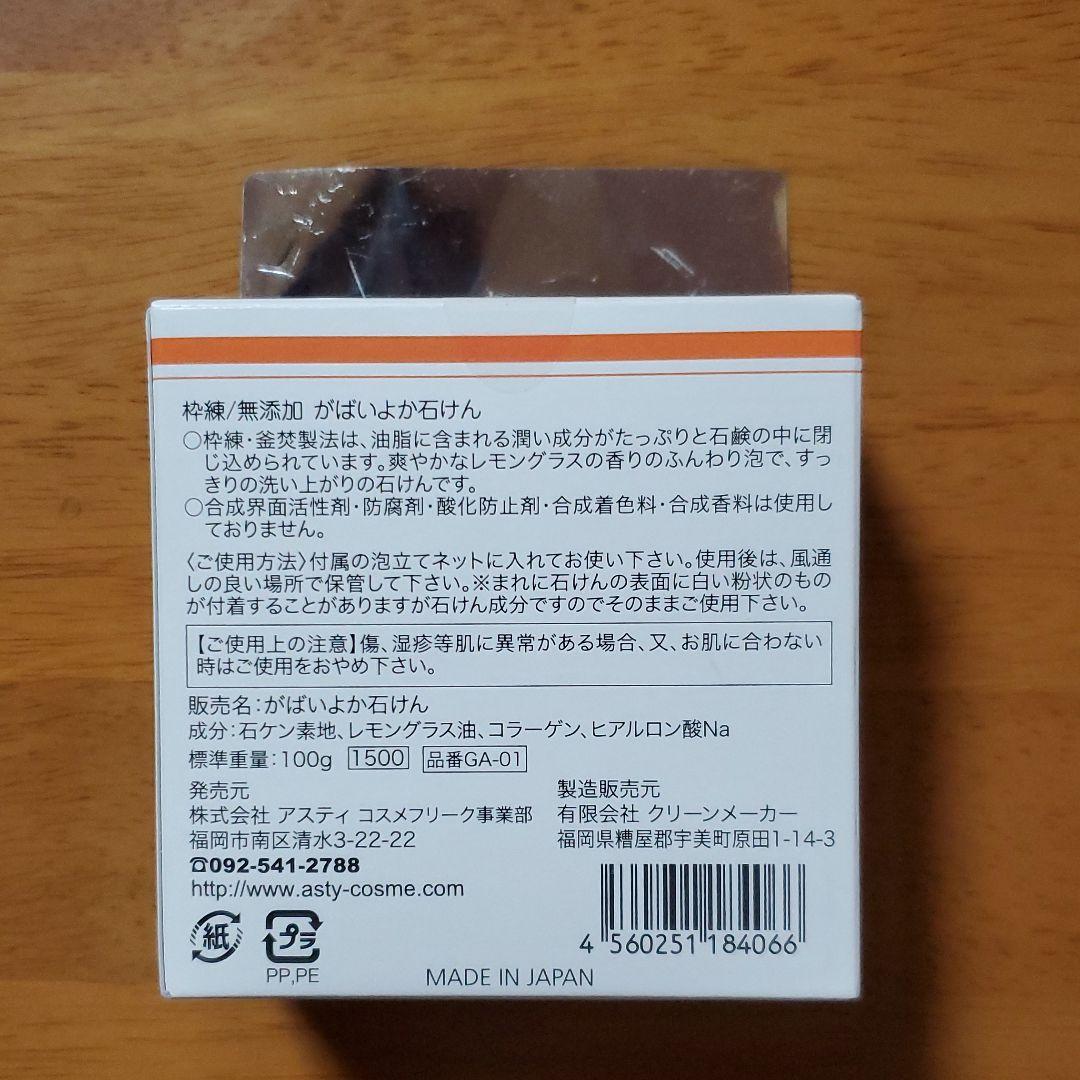 枠練/無添加 がばいよか石けん
○枠練・釜焚製法は、油脂に含まれる潤い成分がたっぷりと石鹸の中に閉
じ込められています。爽やかなレモングラスの香りのふんわり泡で、すっ
きりの洗い上がりの石けんです。
○合成界面活性剤・防腐剤・酸化防止剤・合成着色料・合成香料は使用し
ておりません。
〈ご使用方法〉付属の泡立てネットに入れてお使い下さい。使用後は、風通
しの良い場所で保管して下さい。※まれに石けんの表面に白い粉状のもの
が付着することがありますが石けん成分ですのでそのままご使用下さい。
【ご使用上の注意】傷、湿疹等肌に異常がある場合、又、お肌に合わない
時はご使用をおやめ下さい。
販売名：がばいよか石けん
成分：石ケン素地、レモングラス油、コラーゲン、ヒアルロン酸Na
標準重量：100g 1500 品番GA-01
発売元
株式会社 アスティ コスメフリーク事業部
福岡市南区清水3-22-22
☎092-541-2788
http://www.asty-cosme.com
製造販売元
有限会社 クリーンメーカー
福岡県糟屋郡宇美町原田1-14-3
紙
プラ
PP,PE
MADE IN JAPAN
4 560251 184066